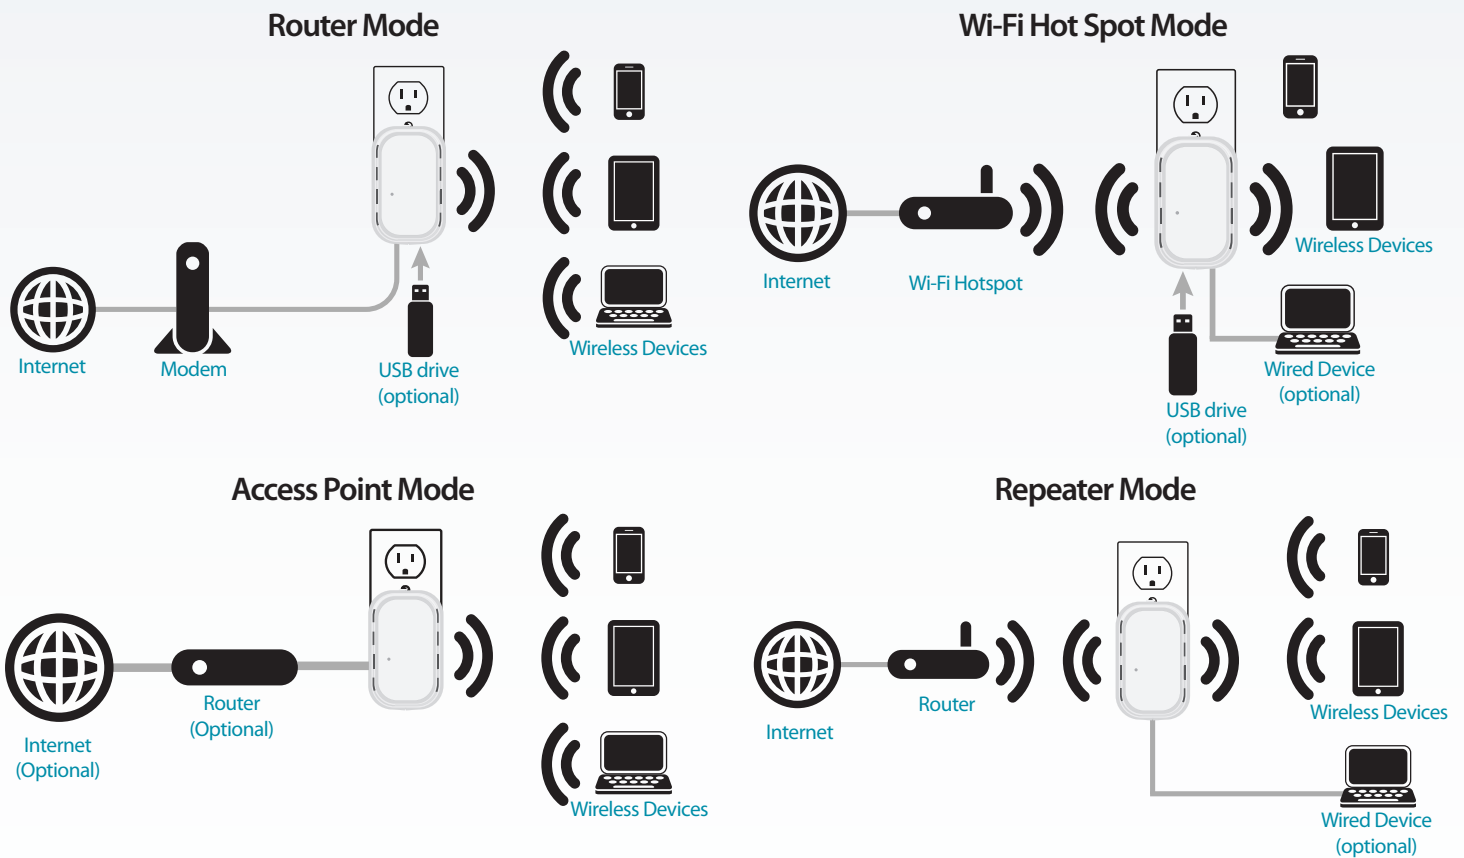 Router Mode
Internet
Modem
USB drive
(optional)
Wireless Devices
Wi-Fi Hot Spot Mode
Internet
Wi-Fi Hotspot
Wireless Devices
Wired Device
(optional)
USB drive
(optional)
Access Point Mode
Internet
(Optional)
Router
(Optional)
Wireless Devices
Repeater Mode
Internet
Router
Wireless Devices
Wired Device
(optional)